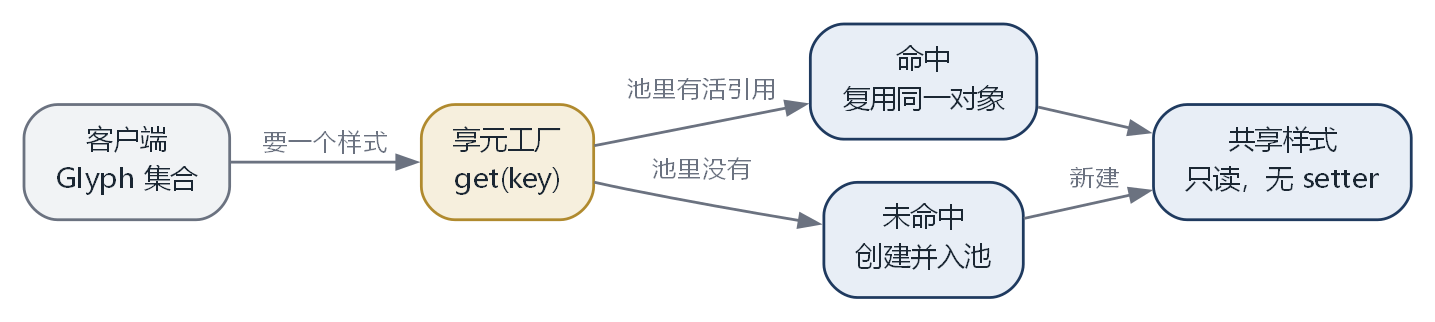 客户端
Glyph 集合
要一个样式
享元工厂
get(key)
池里有活引用
命中
复用同一对象
池里没有
未命中
创建并入池
新建
共享样式
只读，无 setter